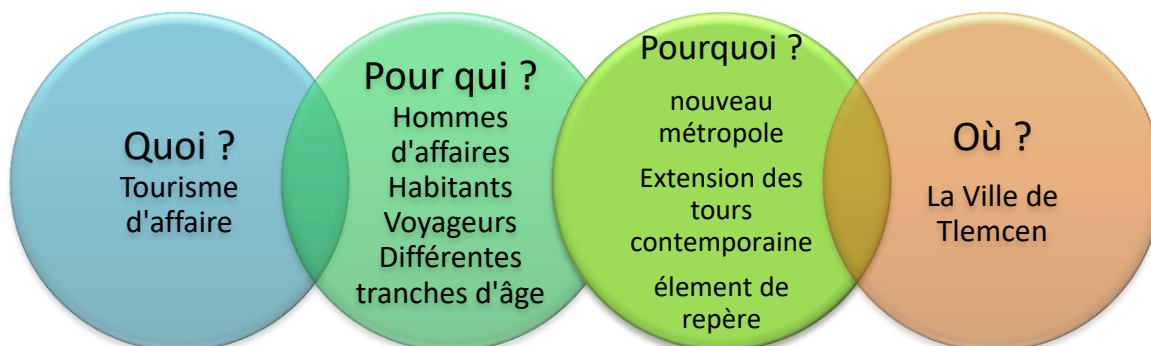 Quoi ?
Tourisme
d'affaire
Pour qui ?
Hommes
d'affaires
Habitants
Voyageurs
Différentes
tranches d'âge
Pourquoi ?
nouveau
métropole
Extension des
tours
contemporaine
élement de
repère
Où ?
La Ville de
Tlemcen